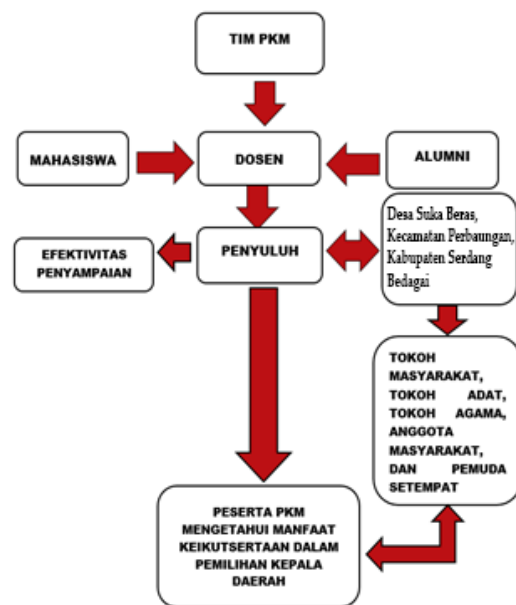 TIM PKM
MAHASISWA
DOSEN
ALUMNI
Desa Suka Beras,
Kecamatan Perbaungan,
Kabupaten Serdang
Bedagai
EFEKTIVITAS
PENYAMPAIAN
PENYULUH
TOKOH
MASYARAKAT,
TOKOH ADAT,
TOKOH AGAMA,
ANGGOTA
MASYARAKAT,
DAN PEMUDA
SETEMPAT
PESERTA PKM
MENGETAHUI MANFAAT
KEIKUTSERTAAN DALAM
PEMILIHAN KEPALA
DAERAH